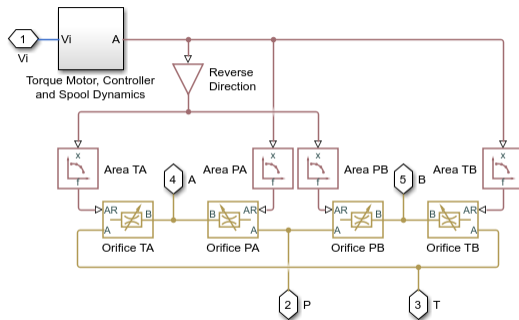 1
Vi
Vi
A
Torque Motor, Controller
and Spool Dynamics
Reverse
Direction
x
f
Area TA
4
A
Area PA
x
f
x
f
Area PB
5
B
Area TB
x
f
AR
A
B
Orifice TA
B
AR
A
Orifice PA
AR
A
B
Orifice PB
B
AR
A
Orifice TB
2
P
3
T